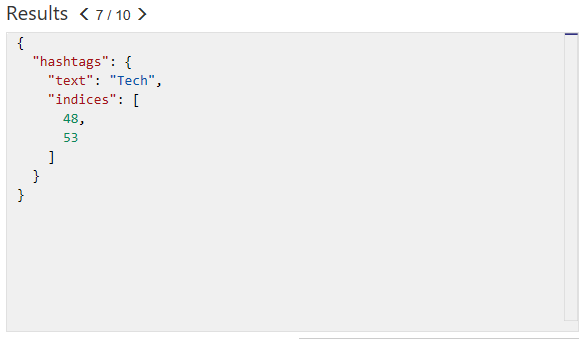 Results < 7 / 10 >
{
  "hashtags": {
    "text": "Tech",
    "indices": [
      48,
      53
    ]
  }
}